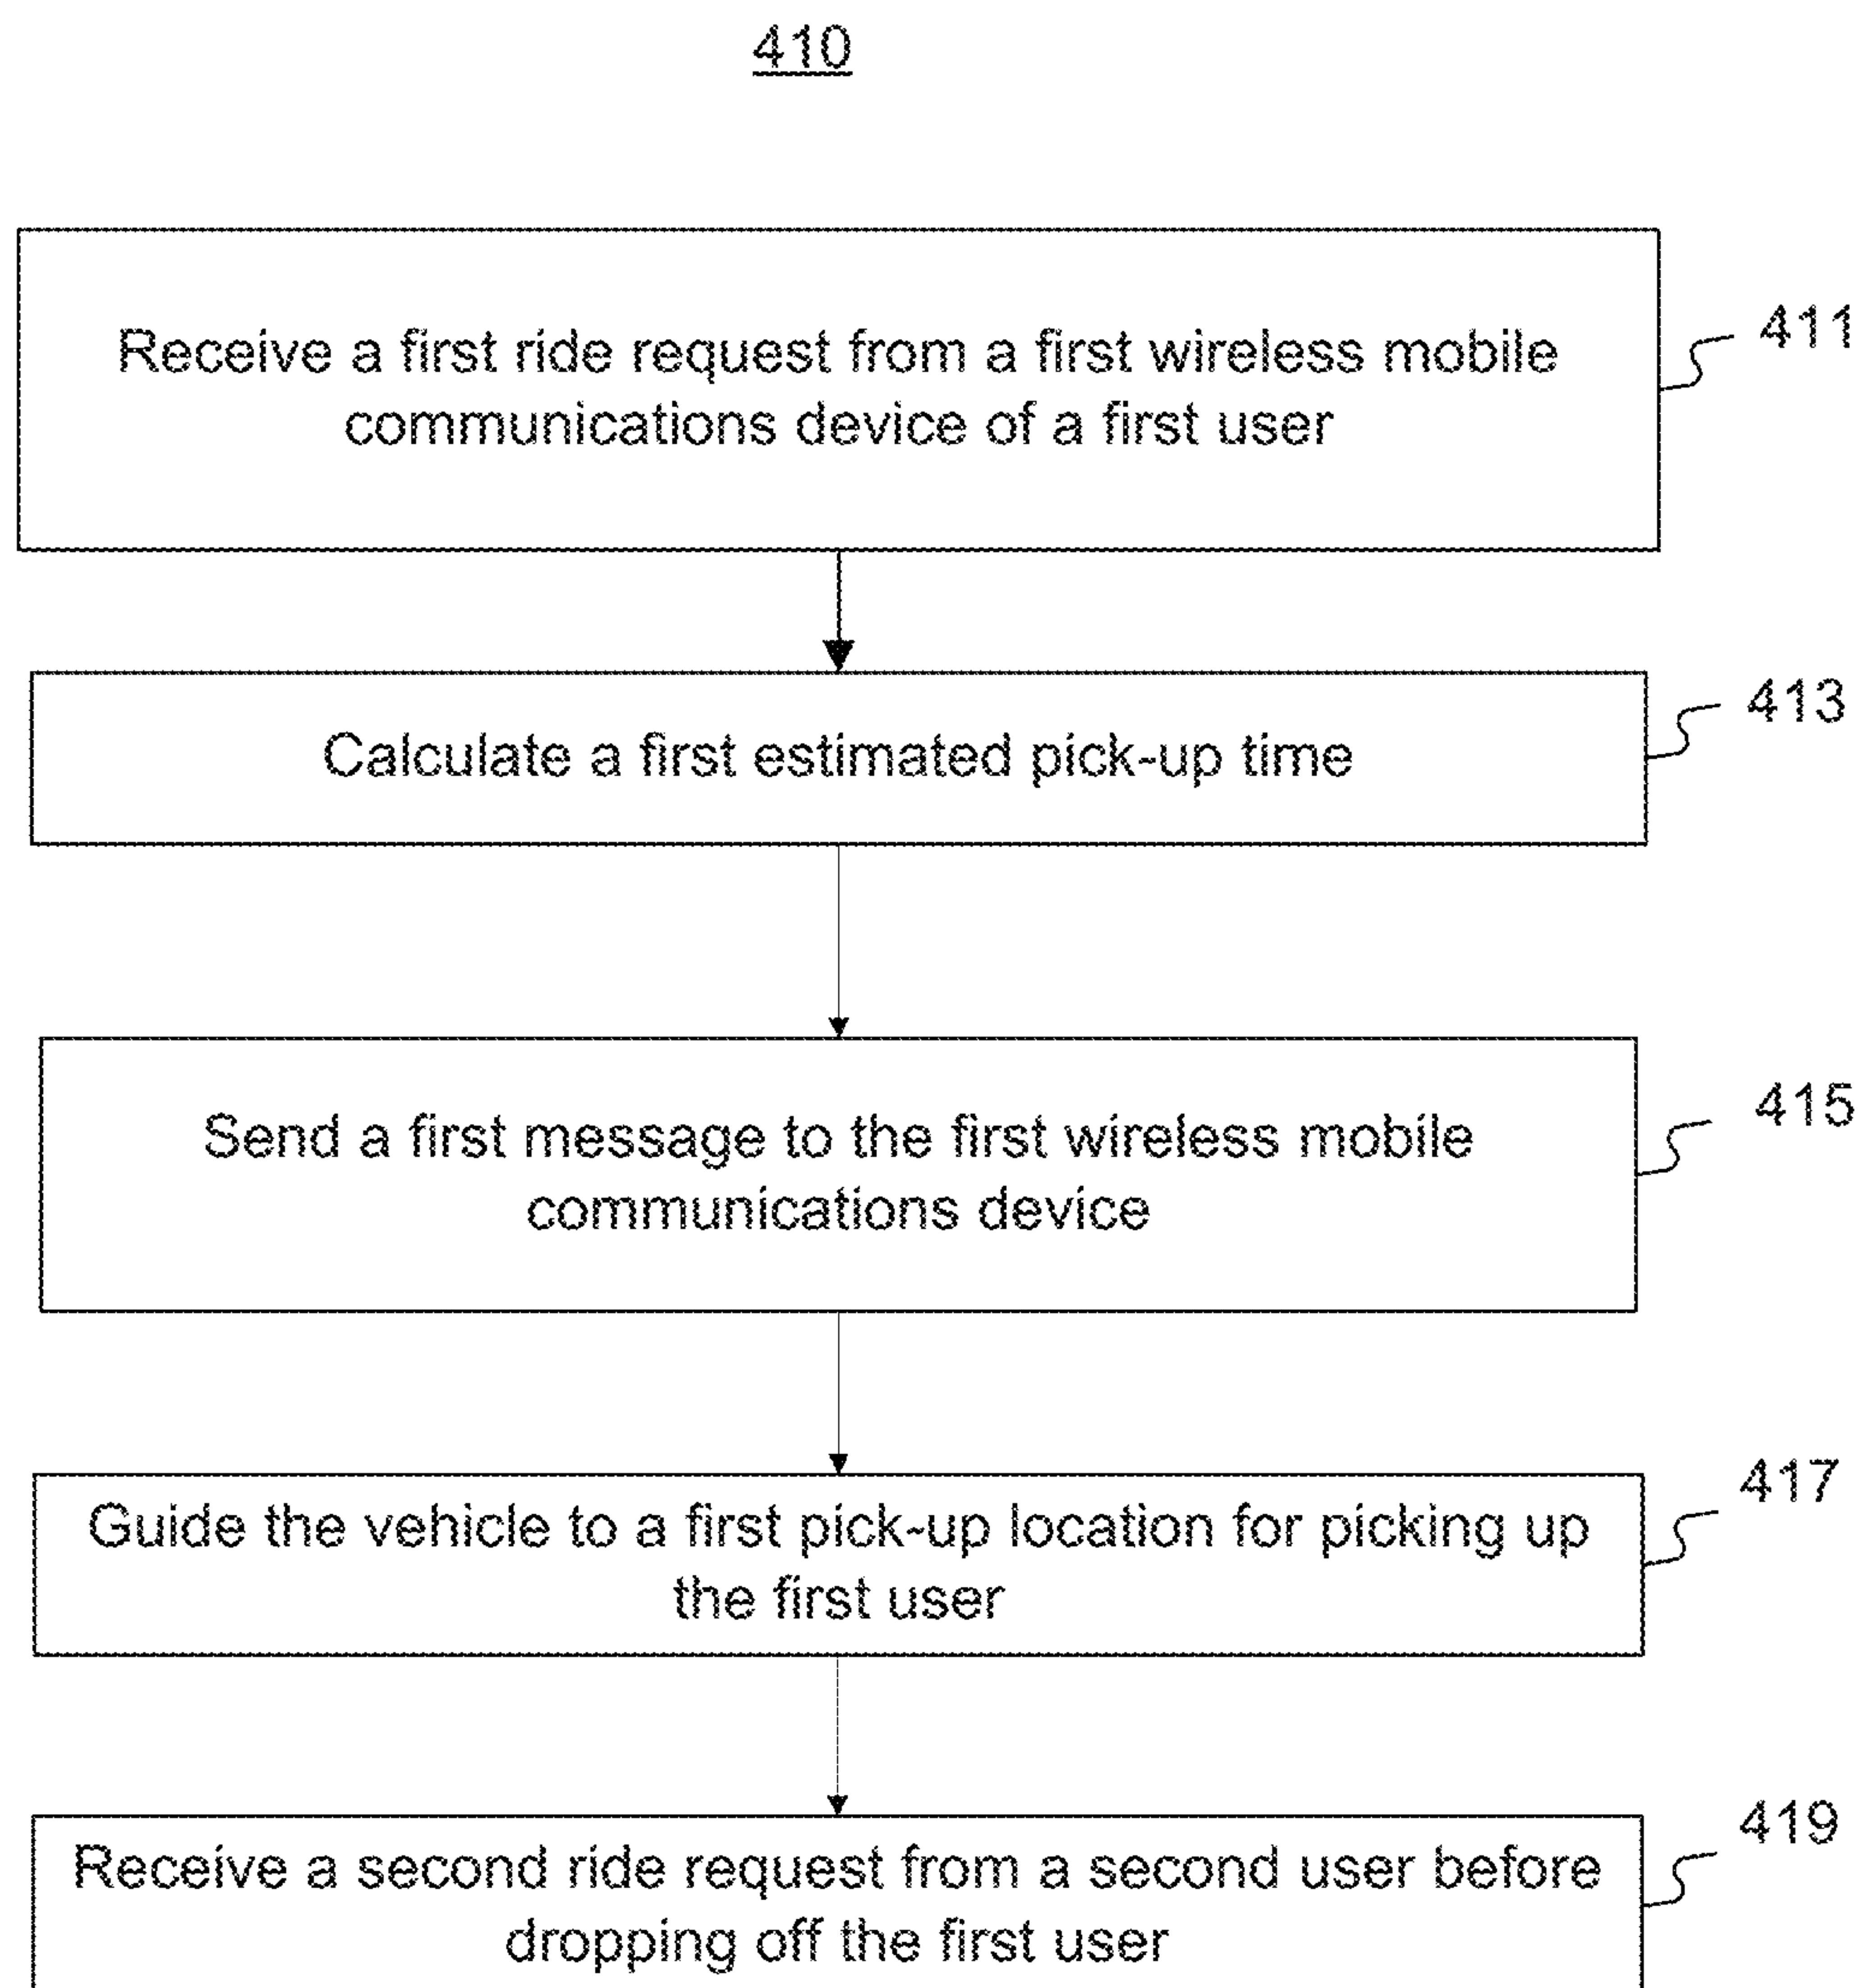 410
Receive a first ride request from a first wireless mobile
communications device of a first user
411
Calculate a first estimated pick-up time
413
Send a first message to the first wireless mobile
communications device
415
Guide the vehicle to a first pick-up location for picking up
the first user
417
Receive a second ride request from a second user before
dropping off the first user
419